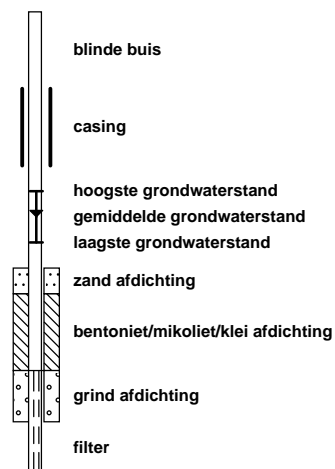 blinde buis
casing
hoogste grondwaterstand
gemiddelde grondwaterstand
laagste grondwaterstand
zand afdichting
bentoniet/mikoliet/klei afdichting
grind afdichting
filter